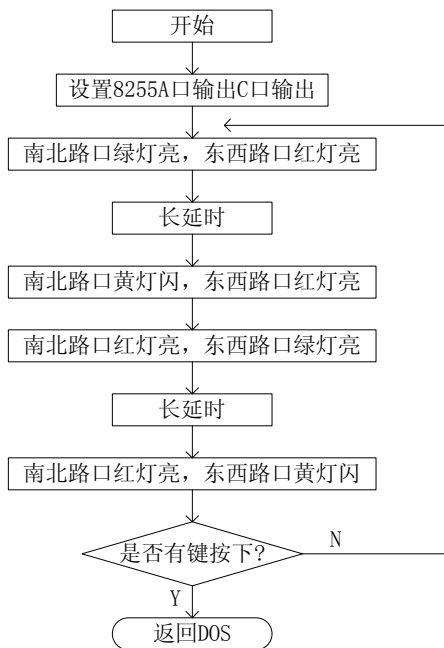 开始
设置8255A口输出C口输出
南北路口绿灯亮，东西路口红灯亮
长延时
南北路口黄灯闪，东西路口红灯亮
南北路口红灯亮，东西路口绿灯亮
长延时
南北路口红灯亮，东西路口黄灯闪
是否有键按下?
N
Y
返回DOS